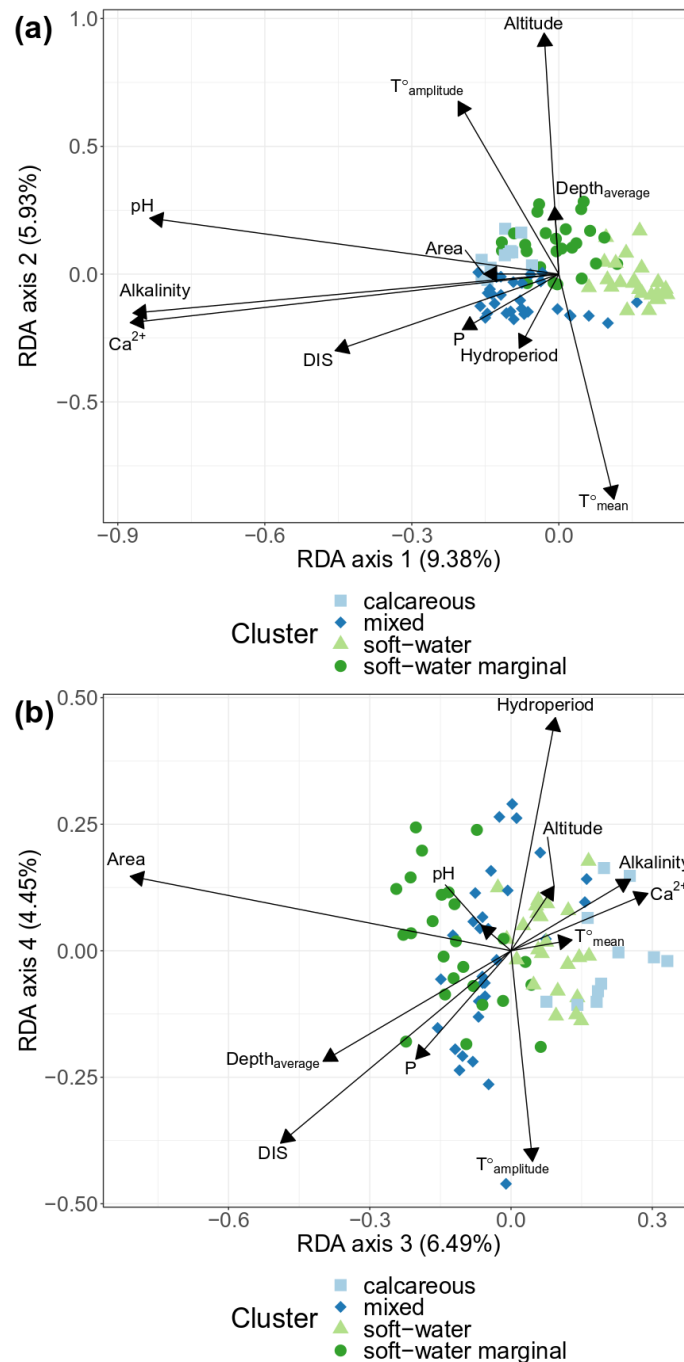 (a)
1.0
Altitude
T°amplitude
0.5
pH
Depthaverage
Area
RDA axis 2 (5.93%)
0.0
Alkalinity
Ca2+
DIS
P
Hydroperiod
−0.5
T°mean
−0.9
−0.6
−0.3
0.0
RDA axis 1 (9.38%)
Cluster
calcareous
mixed
soft−water
soft−water marginal
(b)
0.50
Hydroperiod
0.25
Altitude
Area
pH
Alkalinity
Ca2+
RDA axis 4 (4.45%)
T°mean
0.00
Depthaverage
P
−0.25
DIS
T°amplitude
−0.50
−0.6
−0.3
0.0
0.3
RDA axis 3 (6.49%)
Cluster
calcareous
mixed
soft−water
soft−water marginal